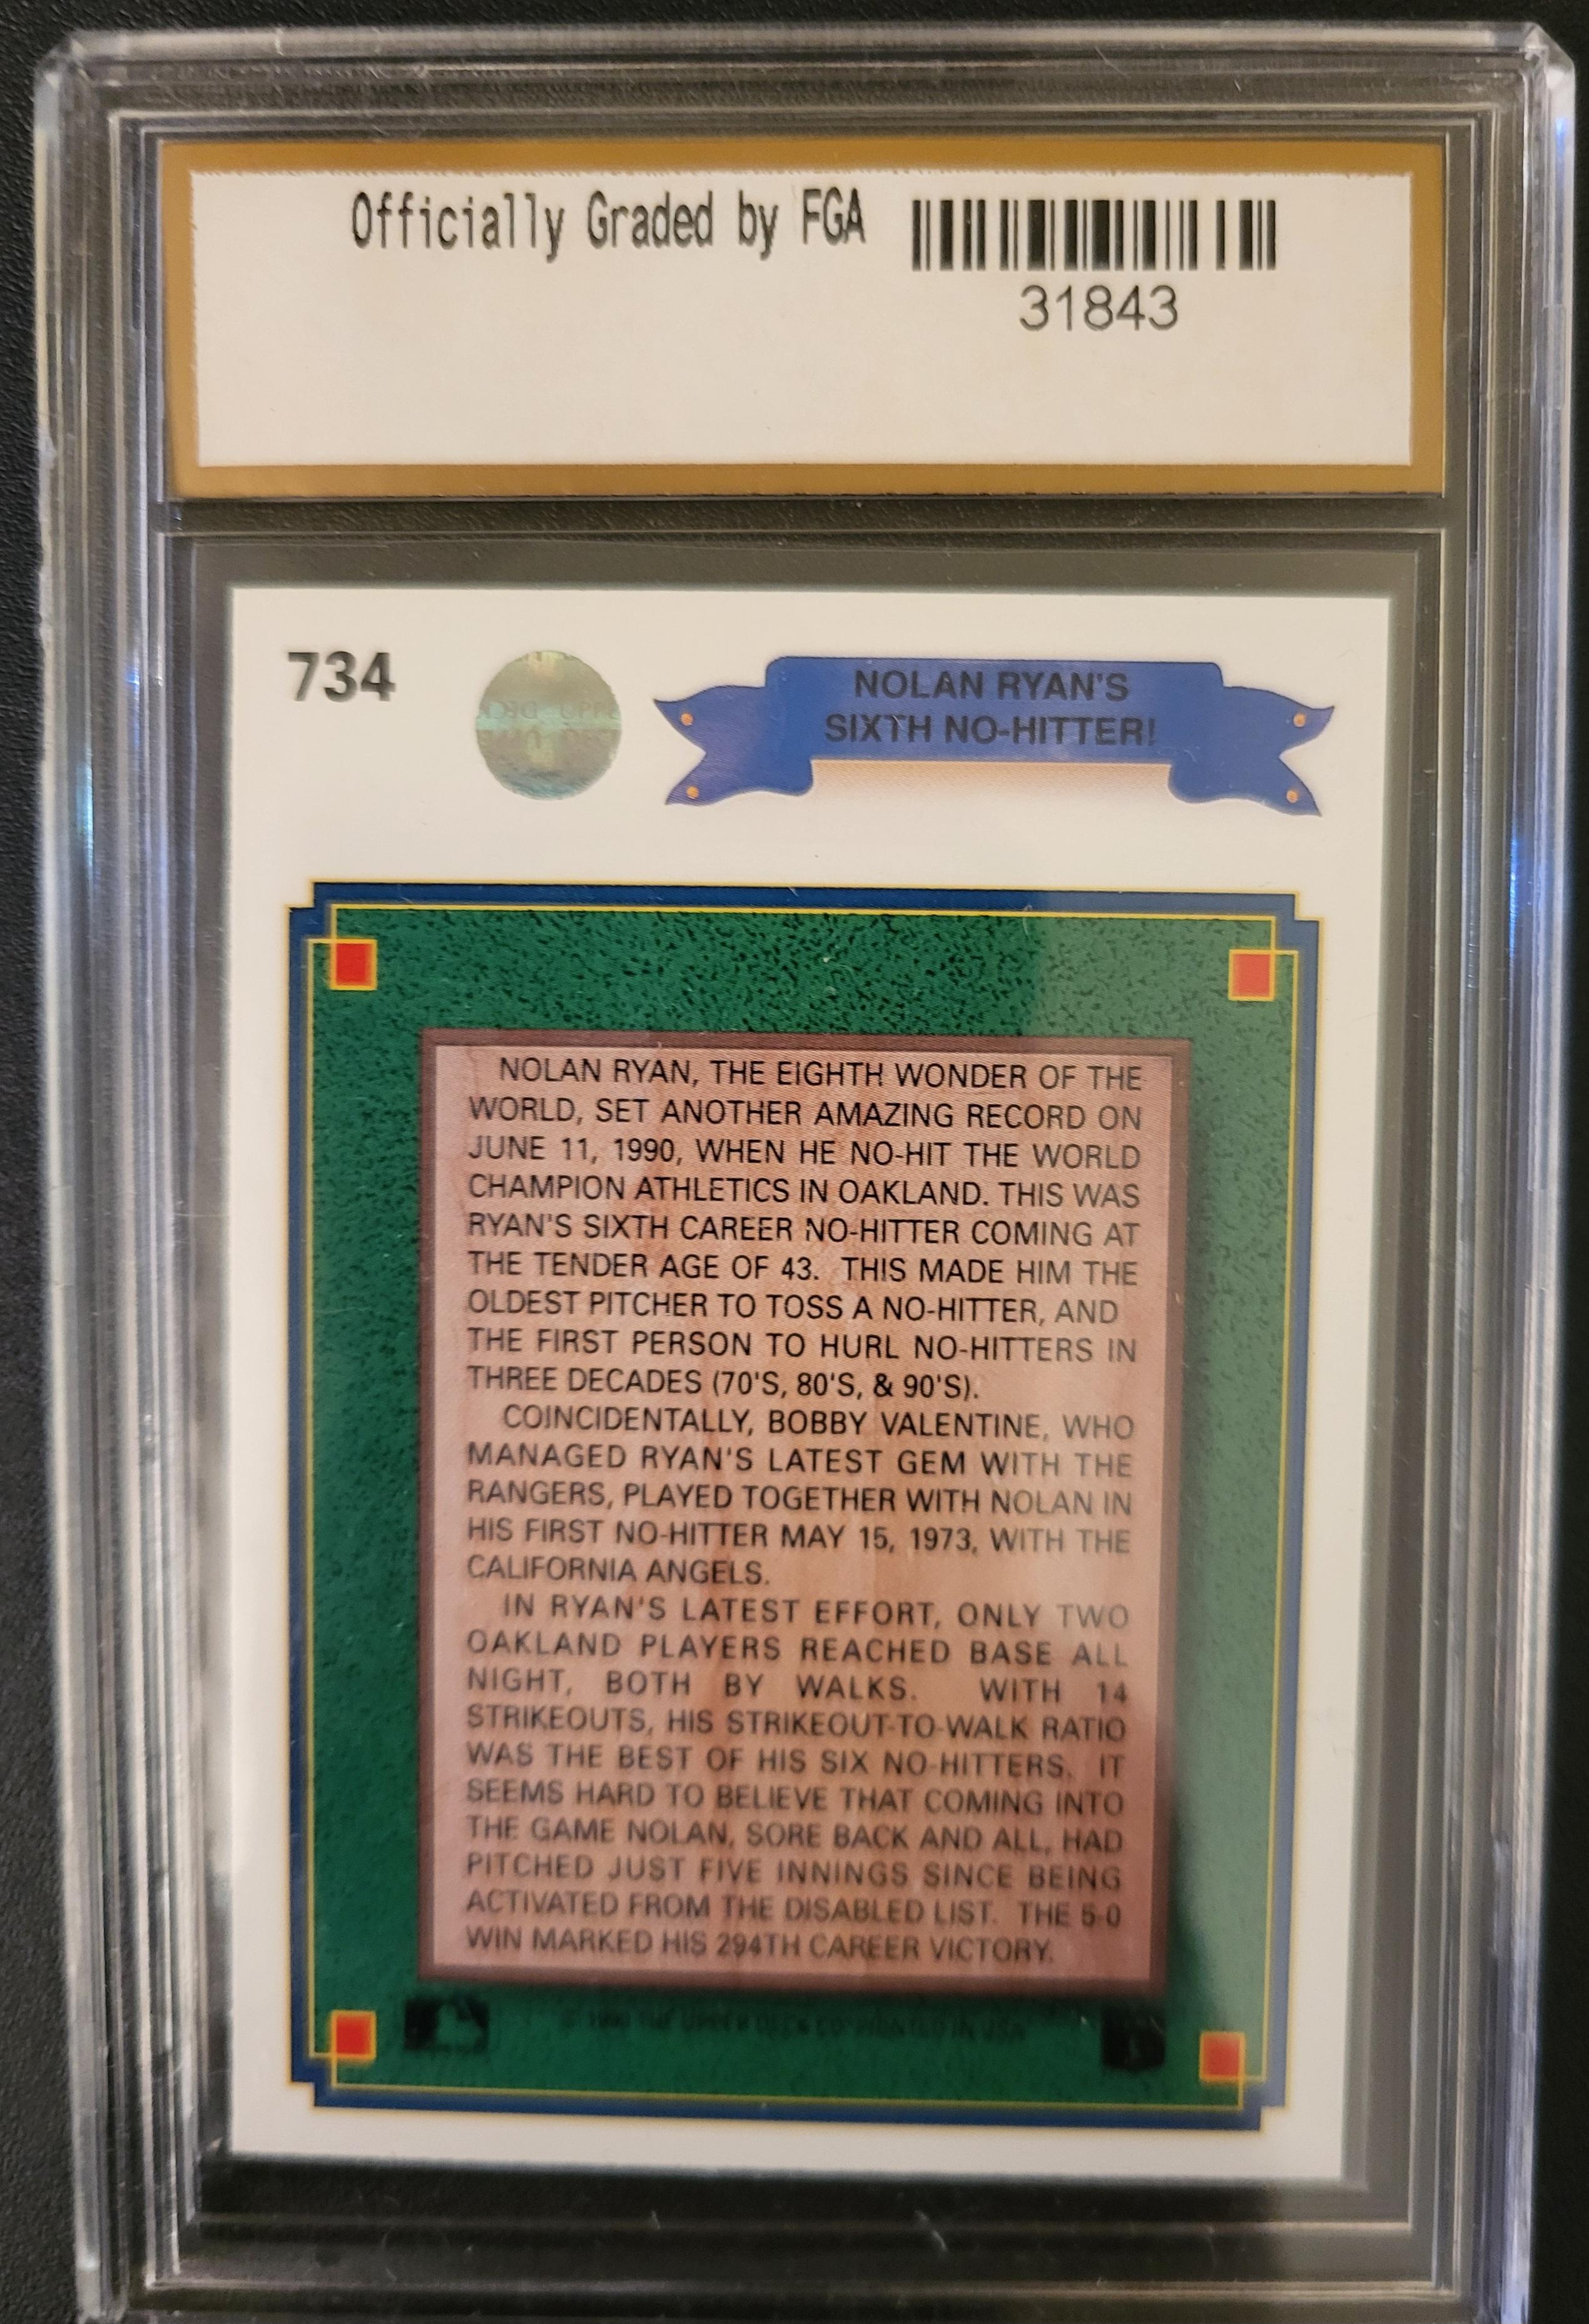 Officially Graded by FGA
31843
734
NOLAN RYAN'S
SIXTH NO-HITTER!
NOLAN RYAN, THE EIGHTH WONDER OF THE
WORLD, SET ANOTHER AMAZING RECORD ON
JUNE 11, 1990, WHEN HE NO-HIT THE WORLD
CHAMPION ATHLETICS IN OAKLAND. THIS WAS
RYAN'S SIXTH CAREER NO-HITTER COMING AT
THE TENDER AGE OF 43. THIS MADE HIM THE
OLDEST PITCHER TO TOSS A NO-HITTER, AND
THE FIRST PERSON TO HURL NO-HITTERS IN
THREE DECADES (70'S, 80'S, & 90'S).
COINCIDENTALLY, BOBBY VALENTINE, WHO
MANAGED RYAN'S LATEST GEM WITH THE
RANGERS, PLAYED TOGETHER WITH NOLAN IN
HIS FIRST NO-HITTER MAY 15, 1973, WITH THE
CALIFORNIA ANGELS.
IN RYAN'S LATEST EFFORT, ONLY TWO
OAKLAND PLAYERS REACHED BASE ALL
NIGHT, BOTH BY WALKS. WITH 14
STRIKEOUTS, HIS STRIKEOUT-TO-WALK RATIO
WAS THE BEST OF HIS SIX NO-HITTERS. IT
SEEMS HARD TO BELIEVE THAT COMING INTO
THE GAME NOLAN, SORE BACK AND ALL, HAD
PITCHED JUST FIVE INNINGS SINCE BEING
ACTIVATED FROM THE DISABLED LIST. THE 5-0
WIN MARKED HIS 294TH CAREER VICTORY.